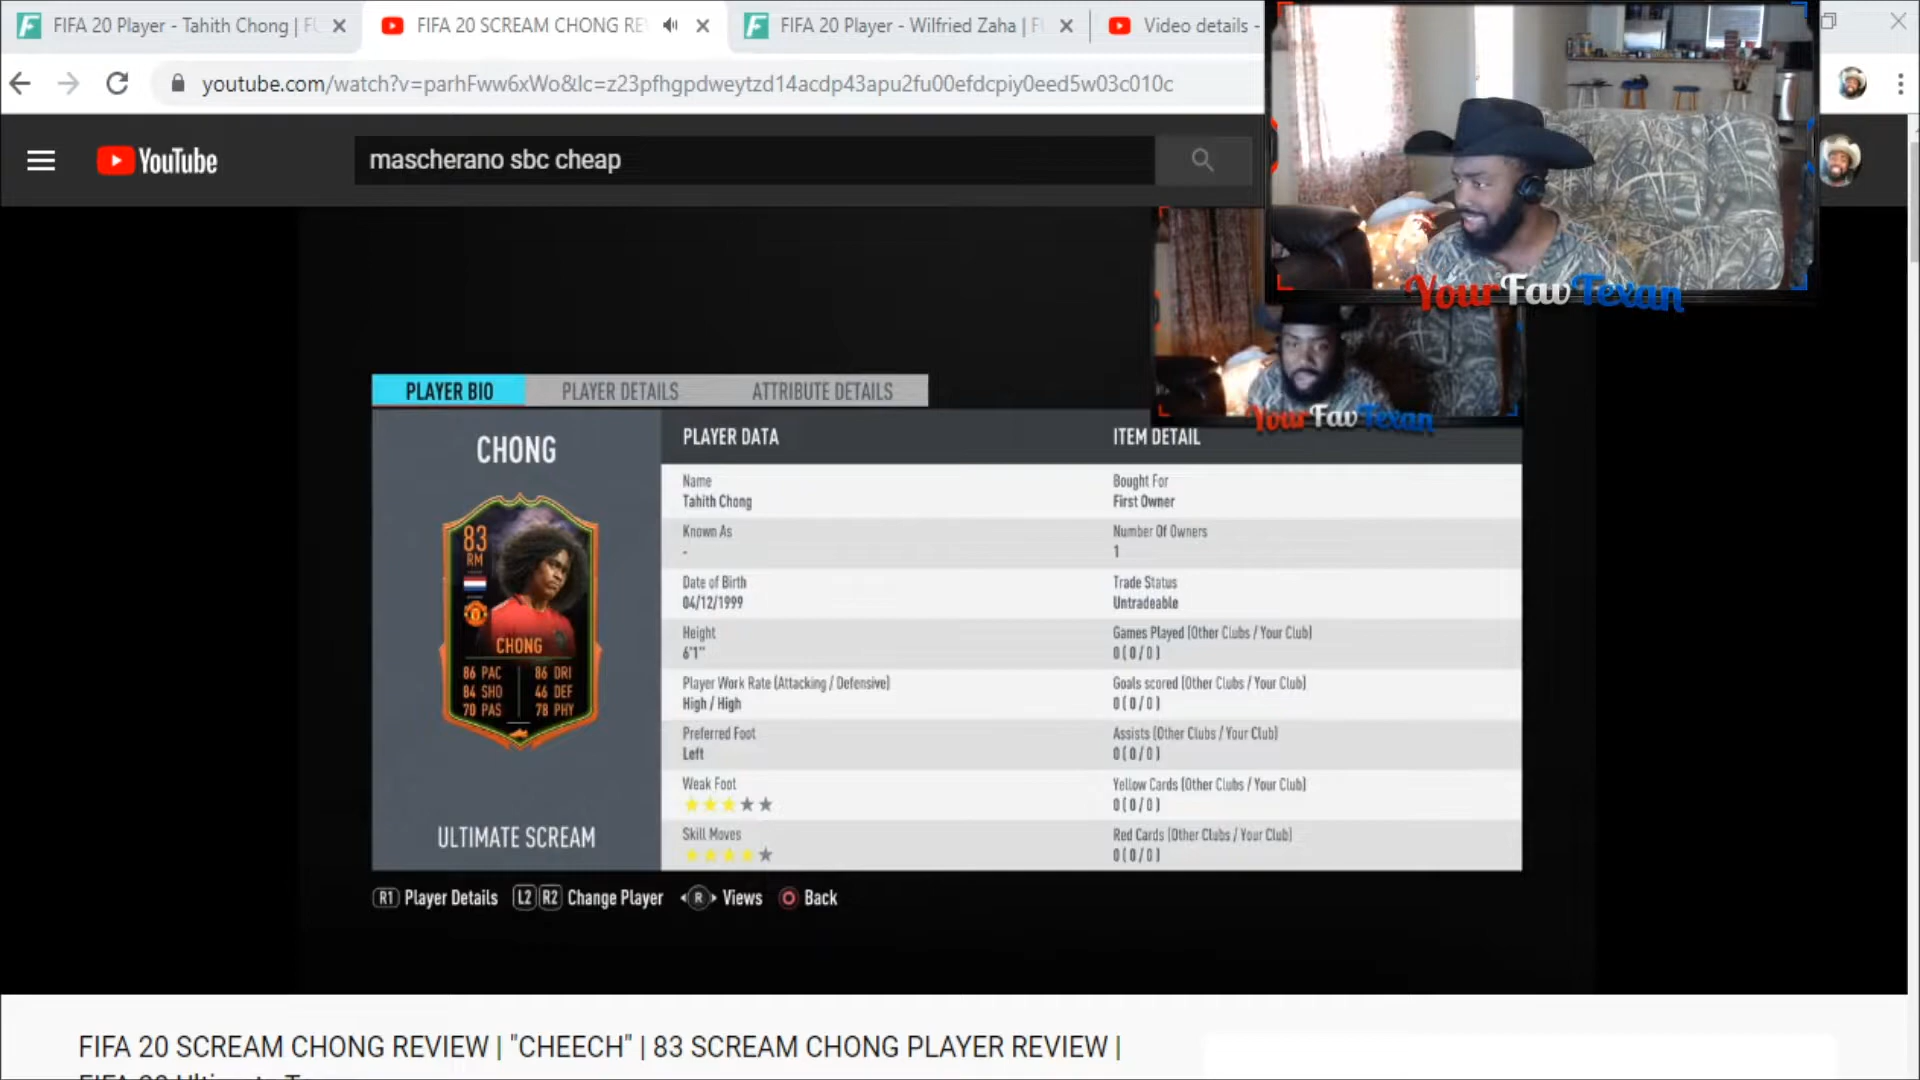 FIFA 20 Player - Tahith Chong | FU
FIFA 20 SCREAM CHONG RE
FIFA 20 Player - Wilfried Zaha | F
Video details -
youtube.com/watch?v=parhFww6xWo&lc=z23pfhgpdweytzd14acdp43apu2fu00efdcpiy0eed5w03c010c
YouTube
mascherano sbc cheap
YourFavTexan
YourFavTexan
PLAYER BIO PLAYER DETAILS ATTRIBUTE DETAILS
CHONG
83
RM
CHONG
86 PAC 86 DRI
84 SHO 46 DEF
70 PAS 78 PHY
ULTIMATE SCREAM
PLAYER DATA
Name
Tahith Chong
Known As
-
Date of Birth
04/12/1999
Height
6'1"
Player Work Rate (Attacking / Defensive)
High / High
Preferred Foot
Left
Weak Foot
Skill Moves
ITEM DETAIL
Bought For
First Owner
Number Of Owners
1
Trade Status
Untradeable
Games Played (Other Clubs / Your Club)
0 ( 0 / 0 )
Goals scored (Other Clubs / Your Club)
0 ( 0 / 0 )
Assists (Other Clubs / Your Club)
0 ( 0 / 0 )
Yellow Cards (Other Clubs / Your Club)
0 ( 0 / 0 )
Red Cards (Other Clubs / Your Club)
0 ( 0 / 0 )
R1 Player Details L2 R2 Change Player R Views Back
FIFA 20 SCREAM CHONG REVIEW | "CHEECH" | 83 SCREAM CHONG PLAYER REVIEW |